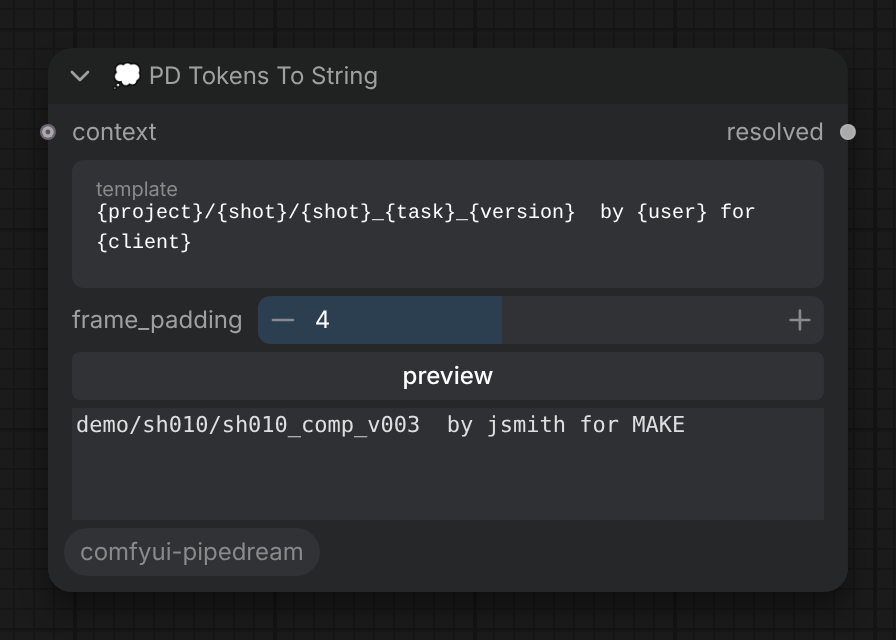 PD Tokens To String
context
resolved
template
{project}/{shot}/{shot}_{task}_{version}  by {user} for
{client}
frame_padding
4
preview
demo/sh010/sh010_comp_v003  by jsmith for MAKE
comfyui-pipedream